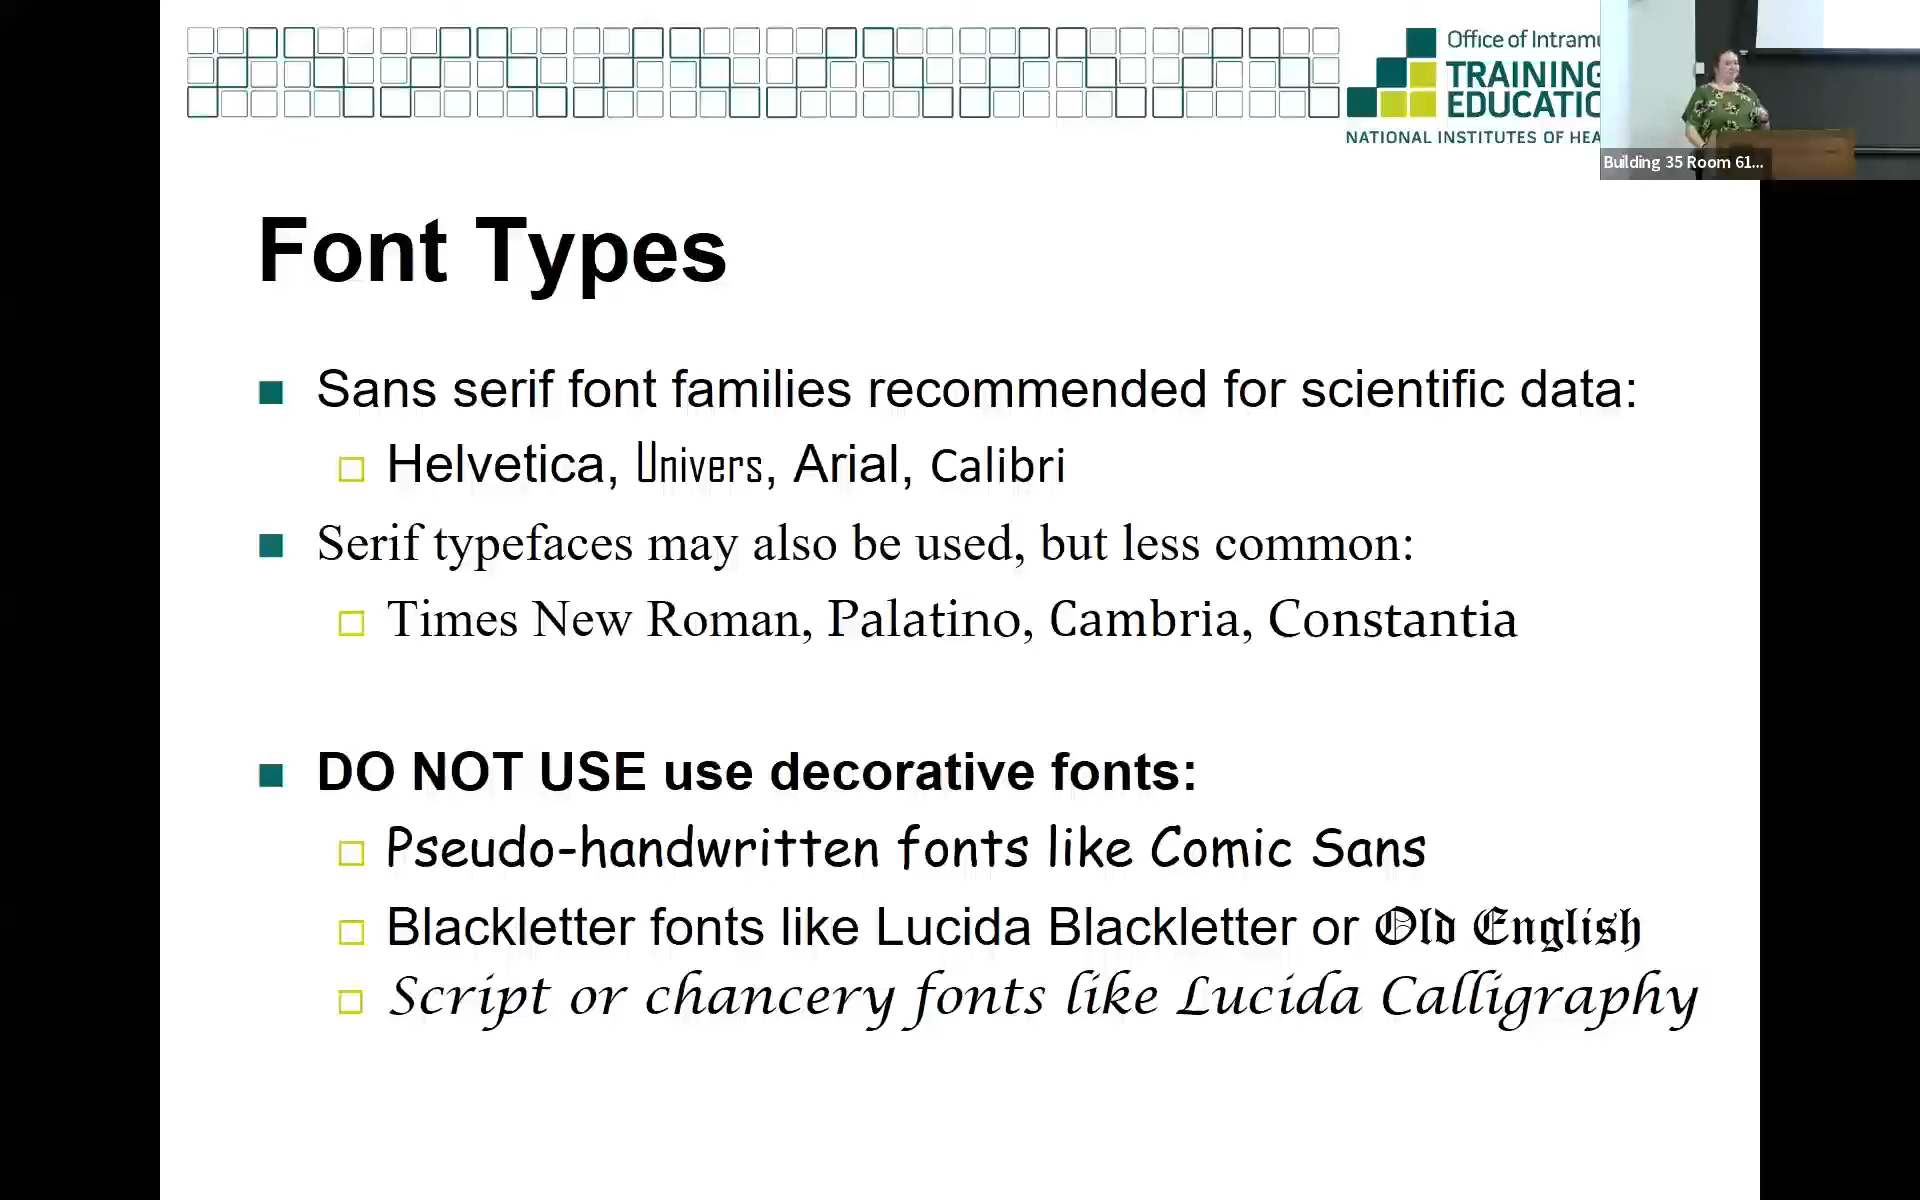 Office of Intramu
TRAINING
EDUCATIO
NATIONAL INSTITUTES OF HEA
Building 35 Room 61...
Font Types
Sans serif font families recommended for scientific data:
Helvetica, Univers, Arial, Calibri
Serif typefaces may also be used, but less common:
Times New Roman, Palatino, Cambria, Constantia
DO NOT USE use decorative fonts:
Pseudo-handwritten fonts like Comic Sans
Blackletter fonts like Lucida Blackletter or Old English
Script or chancery fonts like Lucida Calligraphy